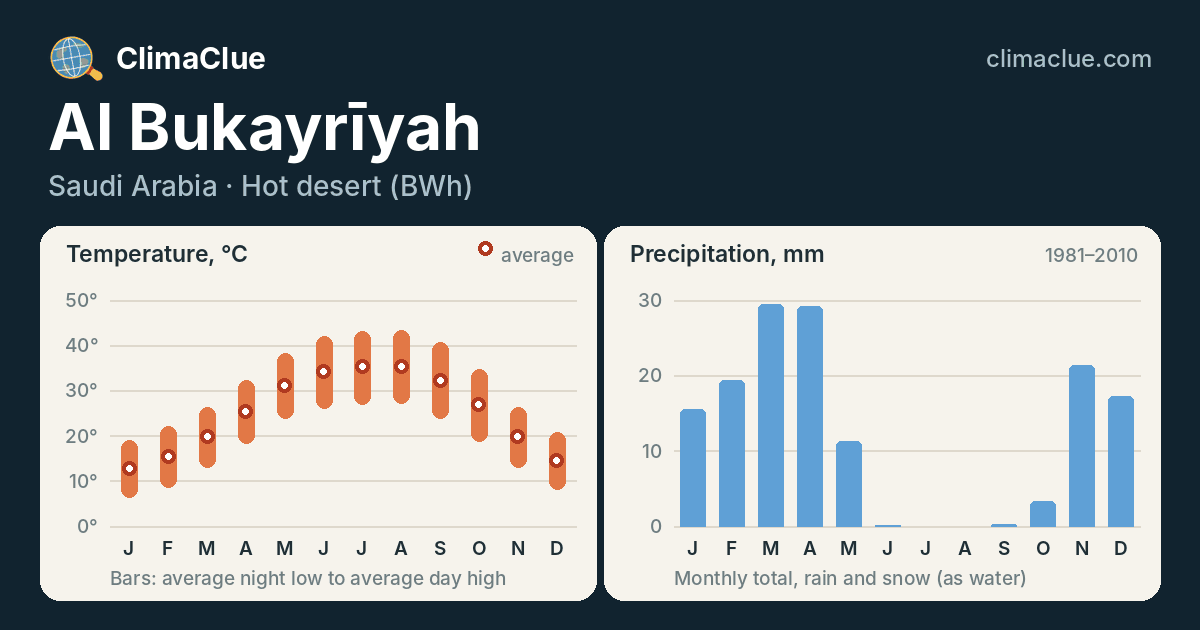 ClimaClue
climaclue.com
Al Bukayrīyah
Saudi Arabia · Hot desert (BWh)
Temperature, °C
average
50°
40°
30°
20°
10°
0°
J F M A M J J A S O N D
Bars: average night low to average day high
Precipitation, mm
1981–2010
30
20
10
0
J F M A M J J A S O N D
Monthly total, rain and snow (as water)